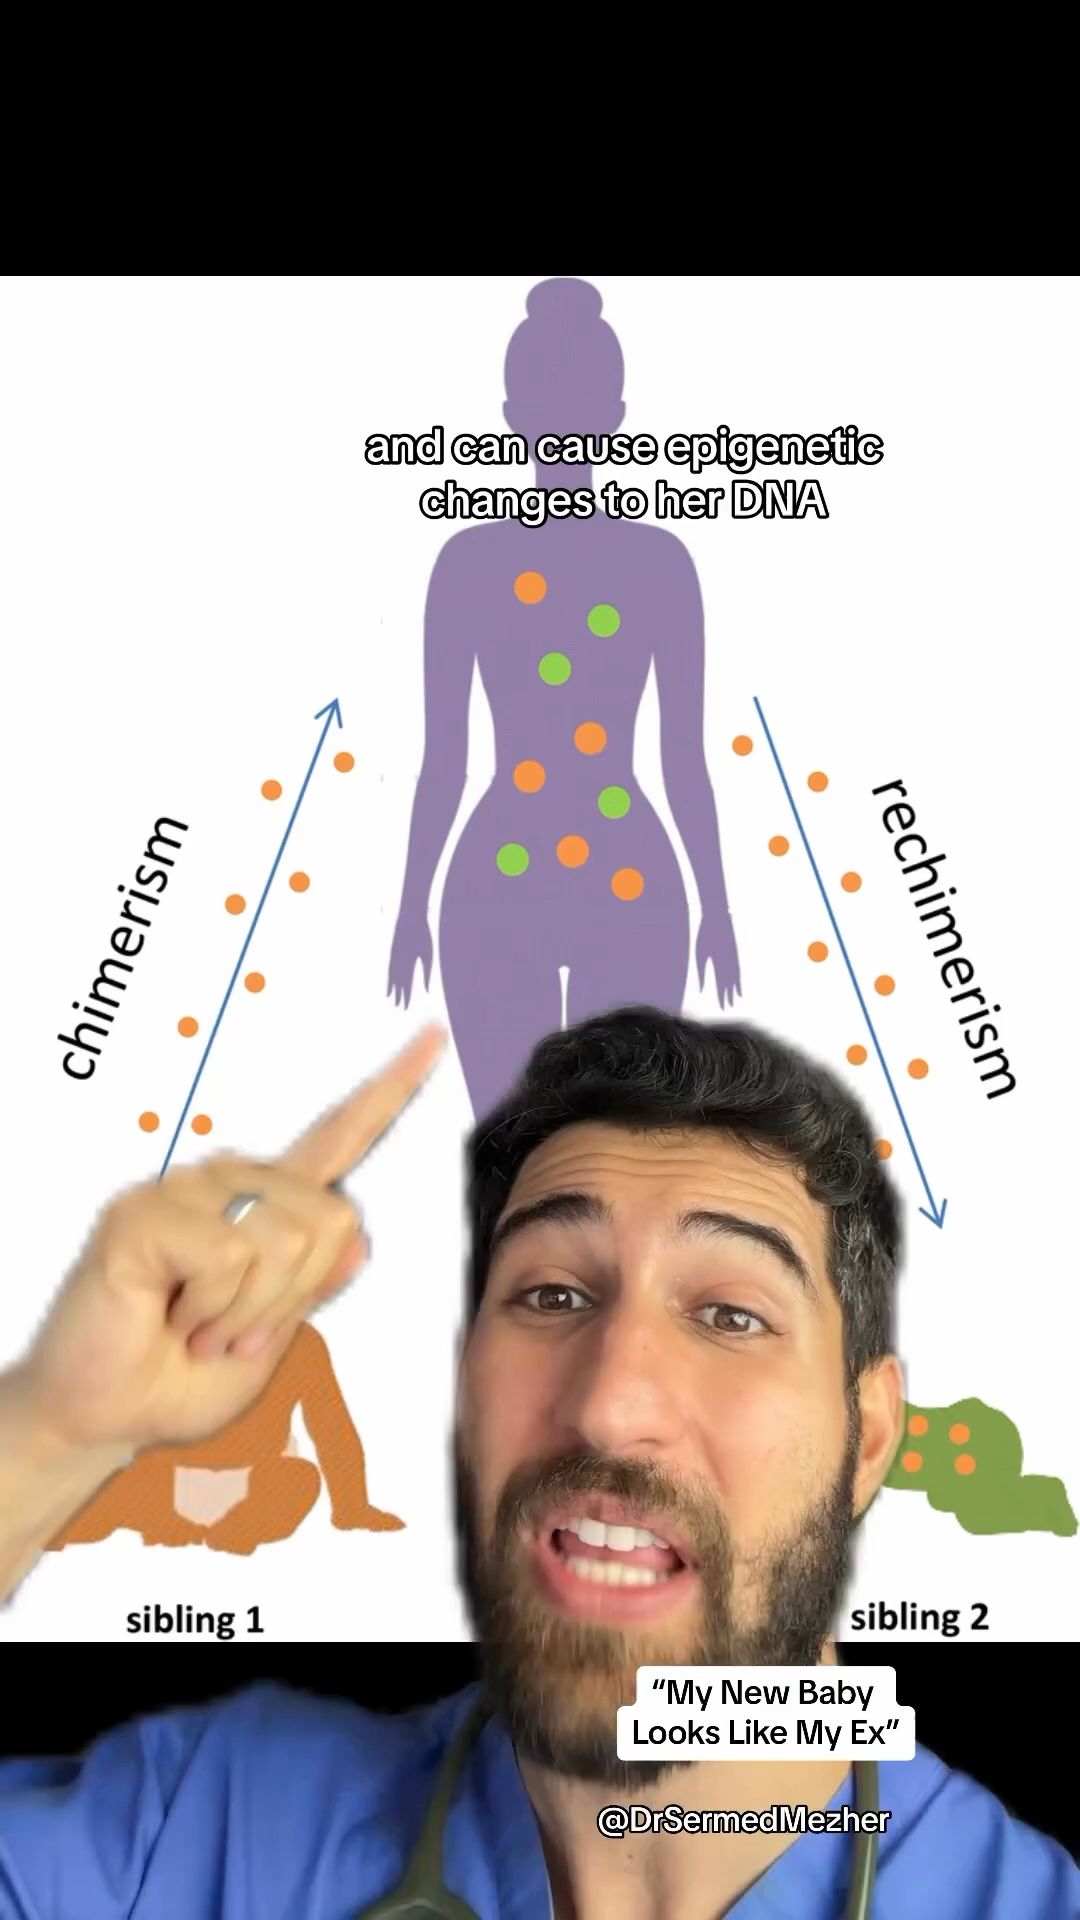 and can cause epigenetic
changes to her DNA
chimerism
rechimerism
sibling 1
sibling 2
“My New Baby
Looks Like My Ex”
@DrSermedMezher